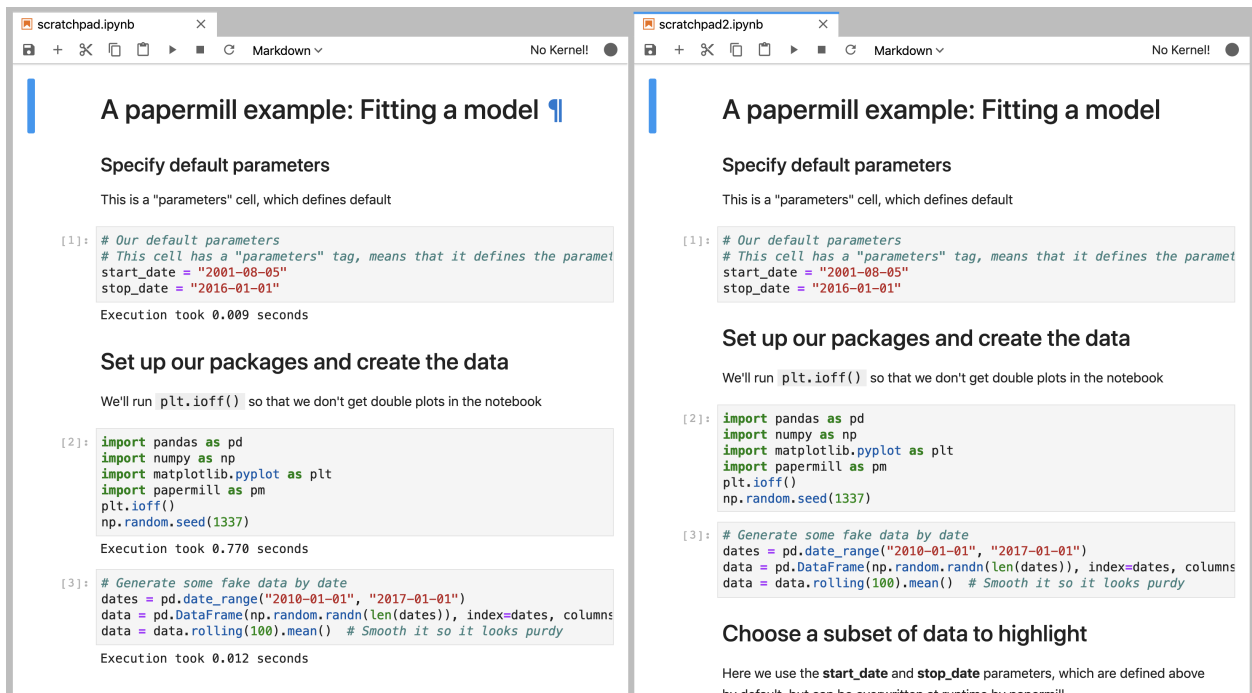 scratchpad.ipynb
Markdown
No Kernel!
A papermill example: Fitting a model ¶
Specify default parameters
This is a "parameters" cell, which defines default
[1]:
# Our default parameters
# This cell has a "parameters" tag, means that it defines the paramet
start_date = "2001-08-05"
stop_date = "2016-01-01"
Execution took 0.009 seconds
Set up our packages and create the data
We'll run plt.ioff() so that we don't get double plots in the notebook
[2]:
import pandas as pd
import numpy as np
import matplotlib.pyplot as plt
import papermill as pm
plt.ioff()
np.random.seed(1337)
Execution took 0.770 seconds
[3]:
# Generate some fake data by date
dates = pd.date_range("2010-01-01", "2017-01-01")
data = pd.DataFrame(np.random.randn(len(dates)), index=dates, columns
data = data.rolling(100).mean()  # Smooth it so it looks purdy
Execution took 0.012 seconds
scratchpad2.ipynb
Markdown
No Kernel!
A papermill example: Fitting a model
Specify default parameters
This is a "parameters" cell, which defines default
[1]:
# Our default parameters
# This cell has a "parameters" tag, means that it defines the paramet
start_date = "2001-08-05"
stop_date = "2016-01-01"
Set up our packages and create the data
We'll run plt.ioff() so that we don't get double plots in the notebook
[2]:
import pandas as pd
import numpy as np
import matplotlib.pyplot as plt
import papermill as pm
plt.ioff()
np.random.seed(1337)
[3]:
# Generate some fake data by date
dates = pd.date_range("2010-01-01", "2017-01-01")
data = pd.DataFrame(np.random.randn(len(dates)), index=dates, columns
data = data.rolling(100).mean()  # Smooth it so it looks purdy
Choose a subset of data to highlight
Here we use the start_date and stop_date parameters, which are defined above
by default, but can be overwritten at runtime by papermill